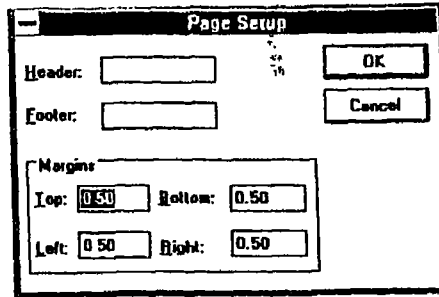 Page Setup
Header:
OK
Footer:
Cancel
Margins
Top: 0.50 Bottom: 0.50
Left: 0.50 Right: 0.50